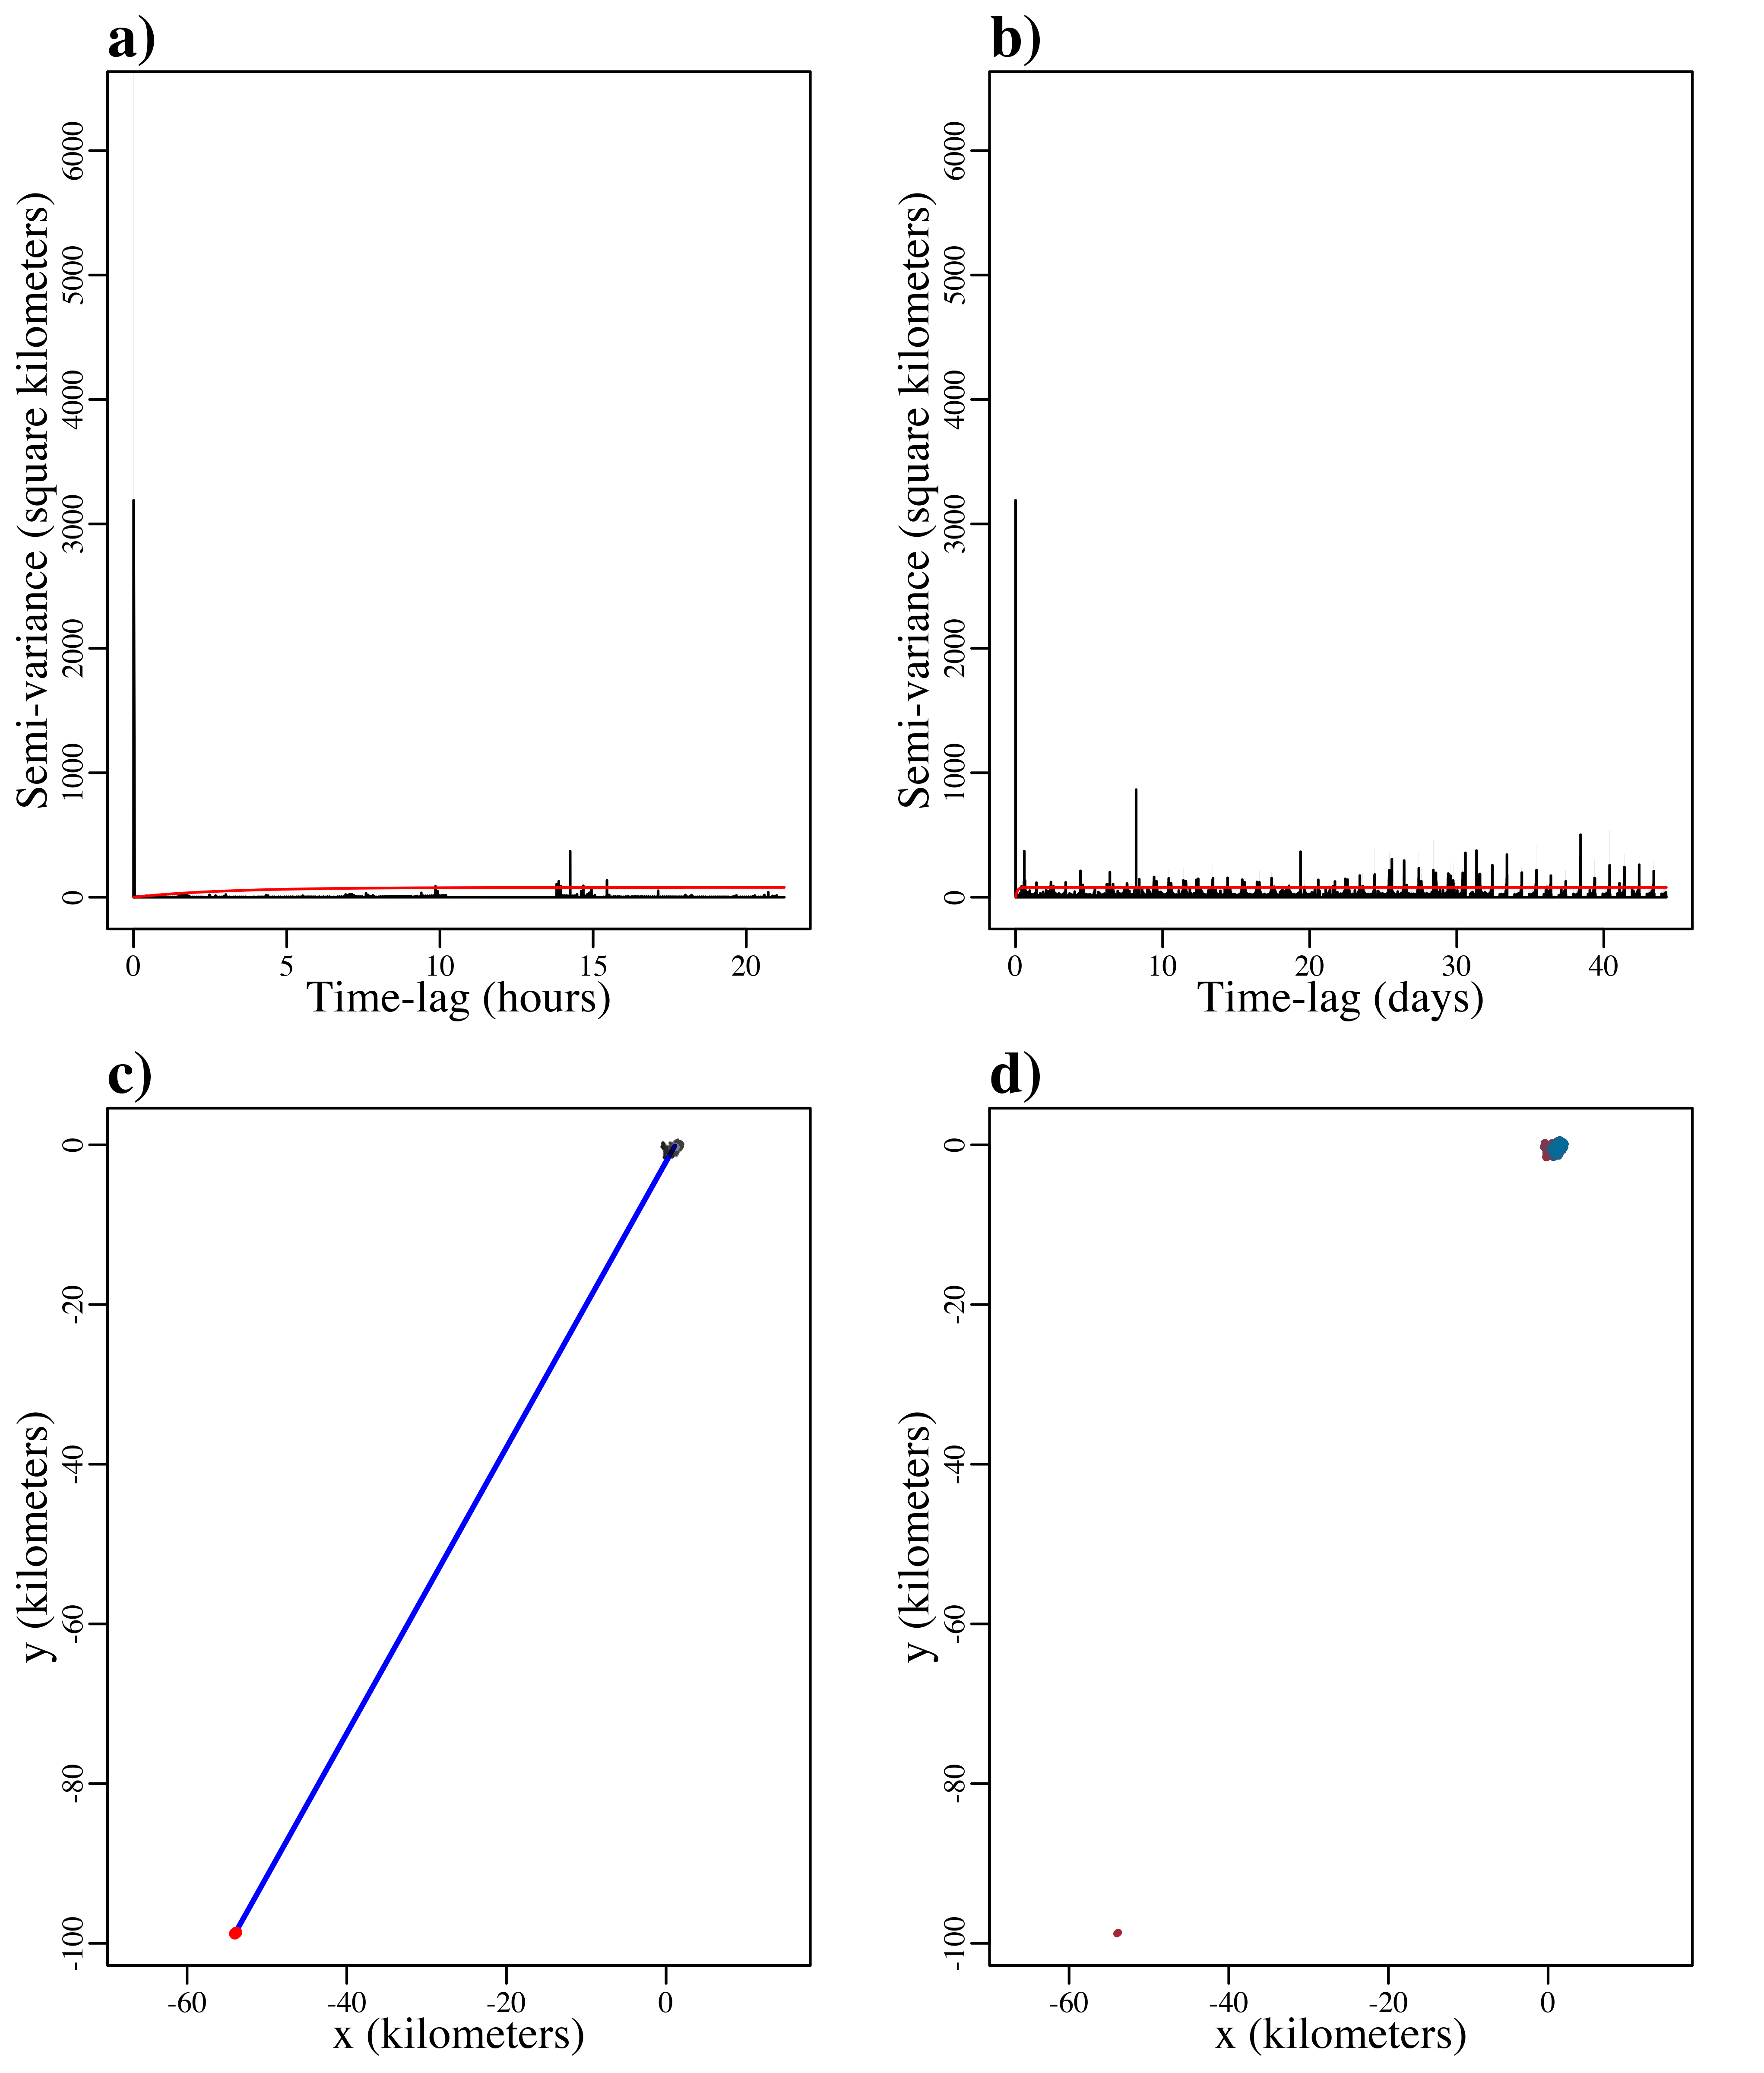 a)
Semi-variance (square kilometers)
6000
5000
4000
3000
2000
1000
0
0 5 10 15 20
Time-lag (hours)
b)
Semi-variance (square kilometers)
6000
5000
4000
3000
2000
1000
0
0 10 20 30 40
Time-lag (days)
c)
y (kilometers)
0
-20
-40
-60
-80
-100
-60 -40 -20 0
x (kilometers)
d)
y (kilometers)
0
-20
-40
-60
-80
-100
-60 -40 -20 0
x (kilometers)